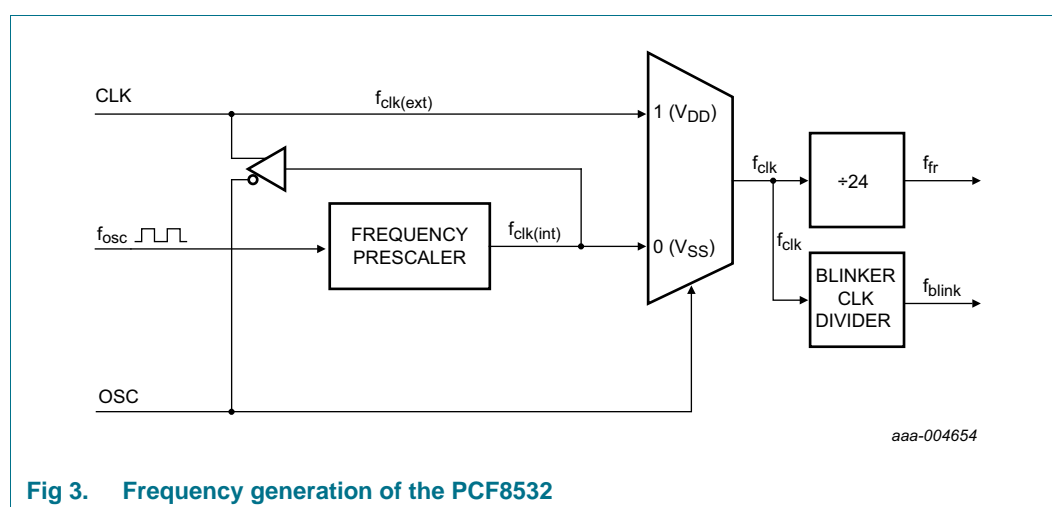 CLK
fclk(ext)
1 (VDD)
fclk
÷24
ffr
fosc
FREQUENCY
PRESCALER
fclk(int)
0 (VSS)
fclk
BLINKER
CLK
DIVIDER
fblink
OSC
aaa-004654
Fig 3. Frequency generation of the PCF8532